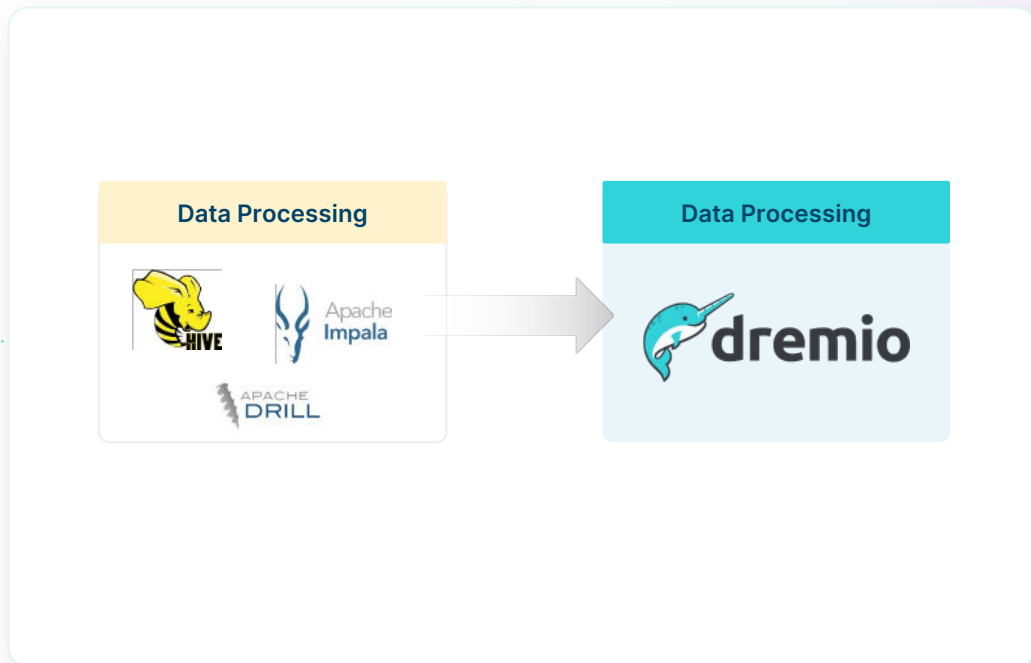 Data Processing
HIVE
Apache
Impala
APACHE
DRILL
Data Processing
dremio